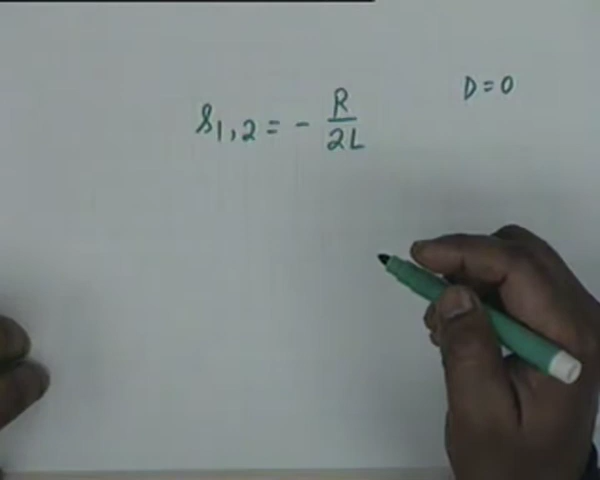 s₁,₂ = - R/2L
D = 0